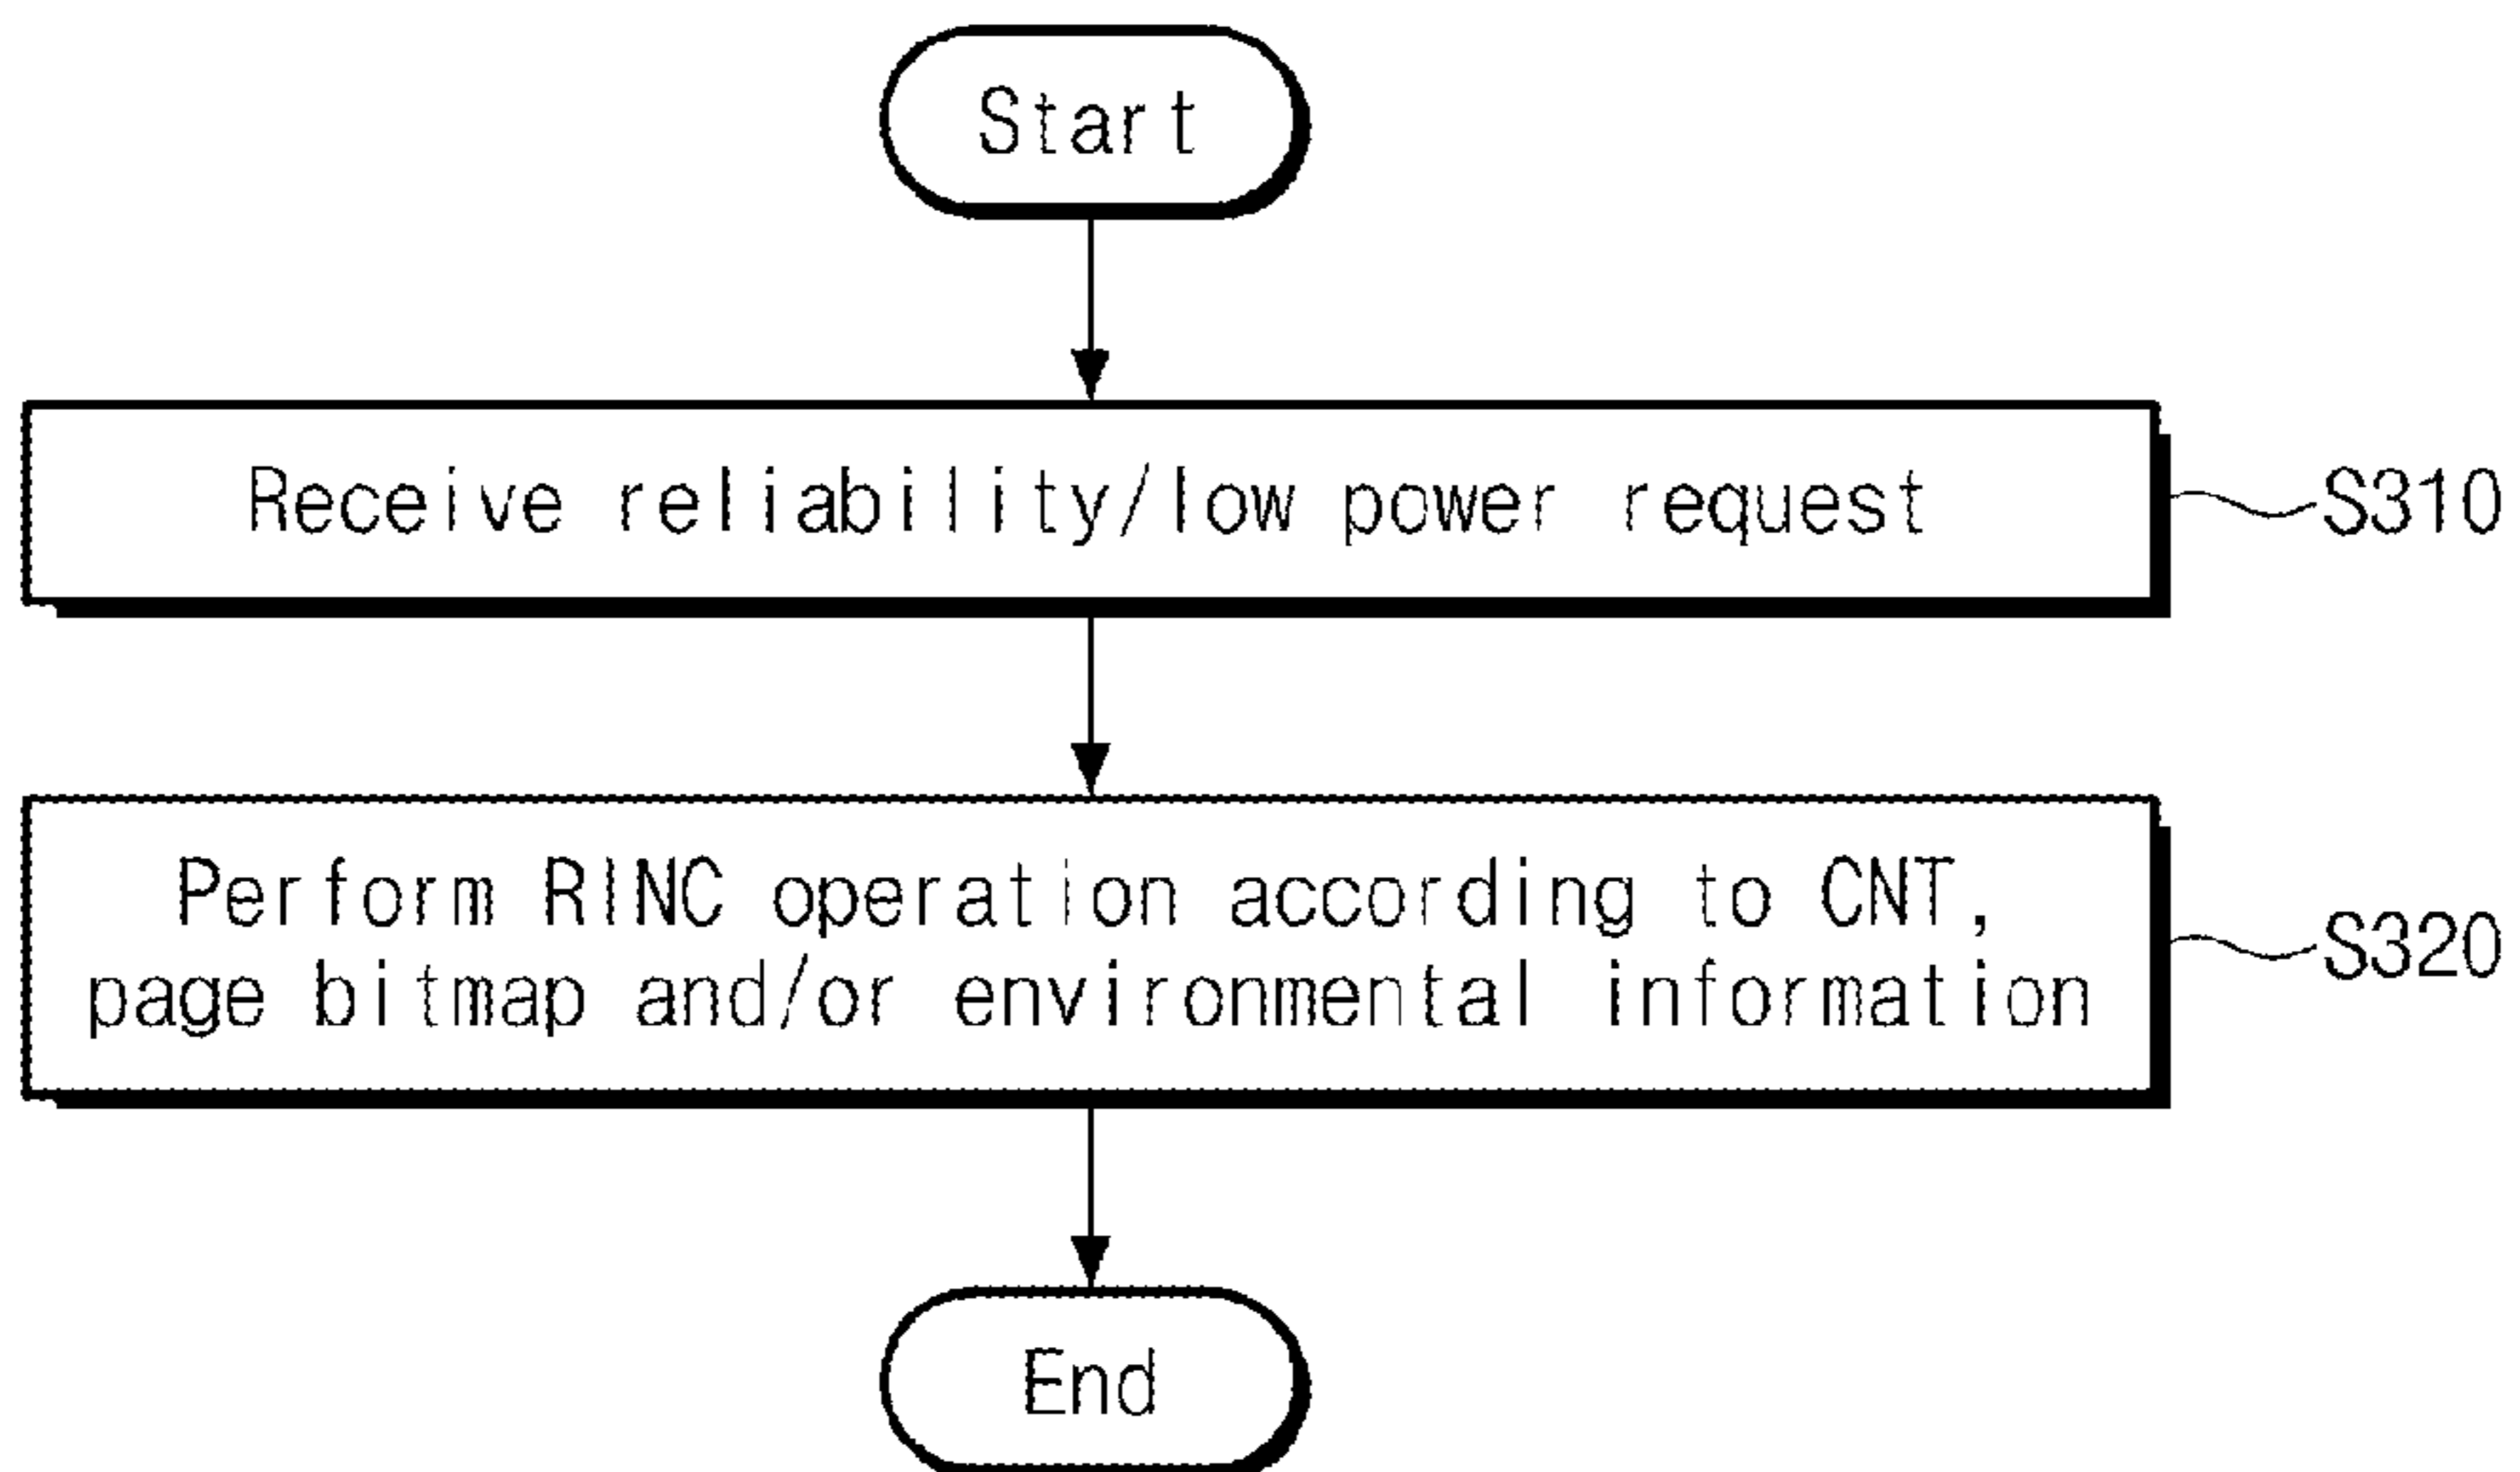 Start
Receive reliability/low power request
S310
Perform RINC operation according to CNT,
page bitmap and/or environmental information
S320
End